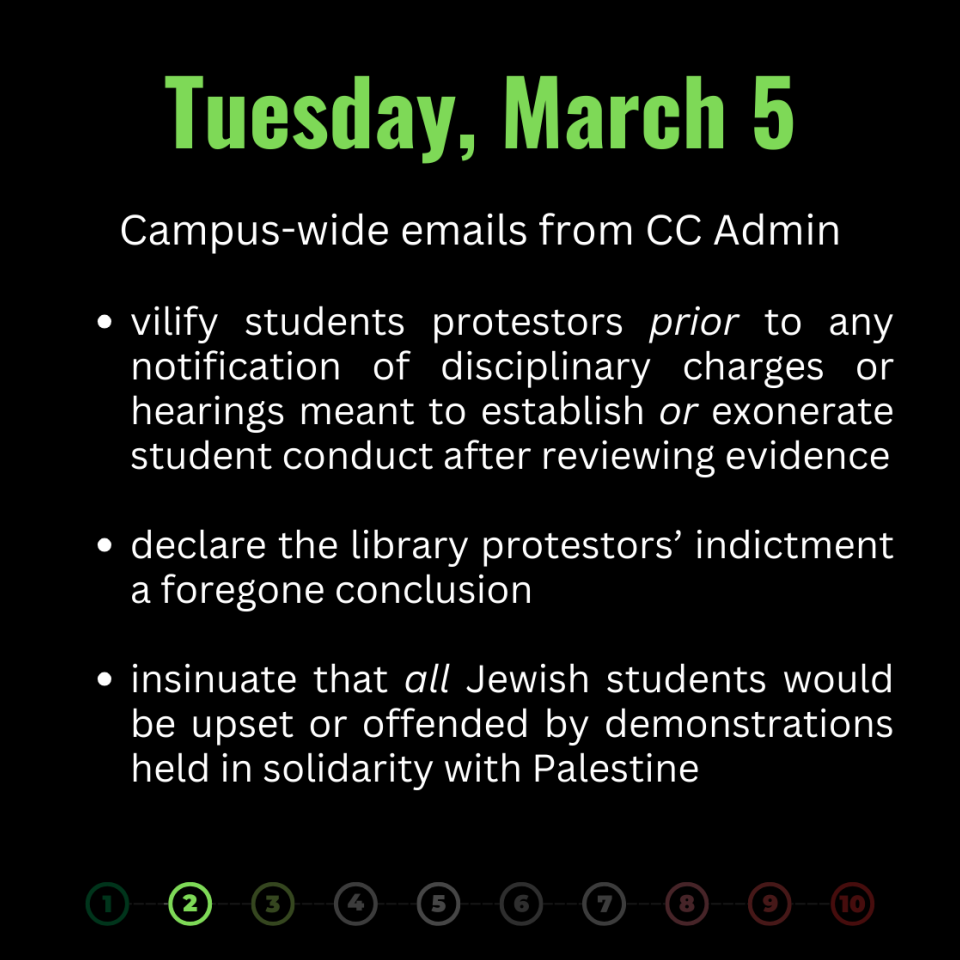 Tuesday, March 5
Campus-wide emails from CC Admin
• vilify students protestors prior to any
notification of disciplinary charges or
hearings meant to establish or exonerate
student conduct after reviewing evidence
• declare the library protestors’ indictment
a foregone conclusion
• insinuate that all Jewish students would
be upset or offended by demonstrations
held in solidarity with Palestine
1 2 3 4 5 6 7 8 9 10